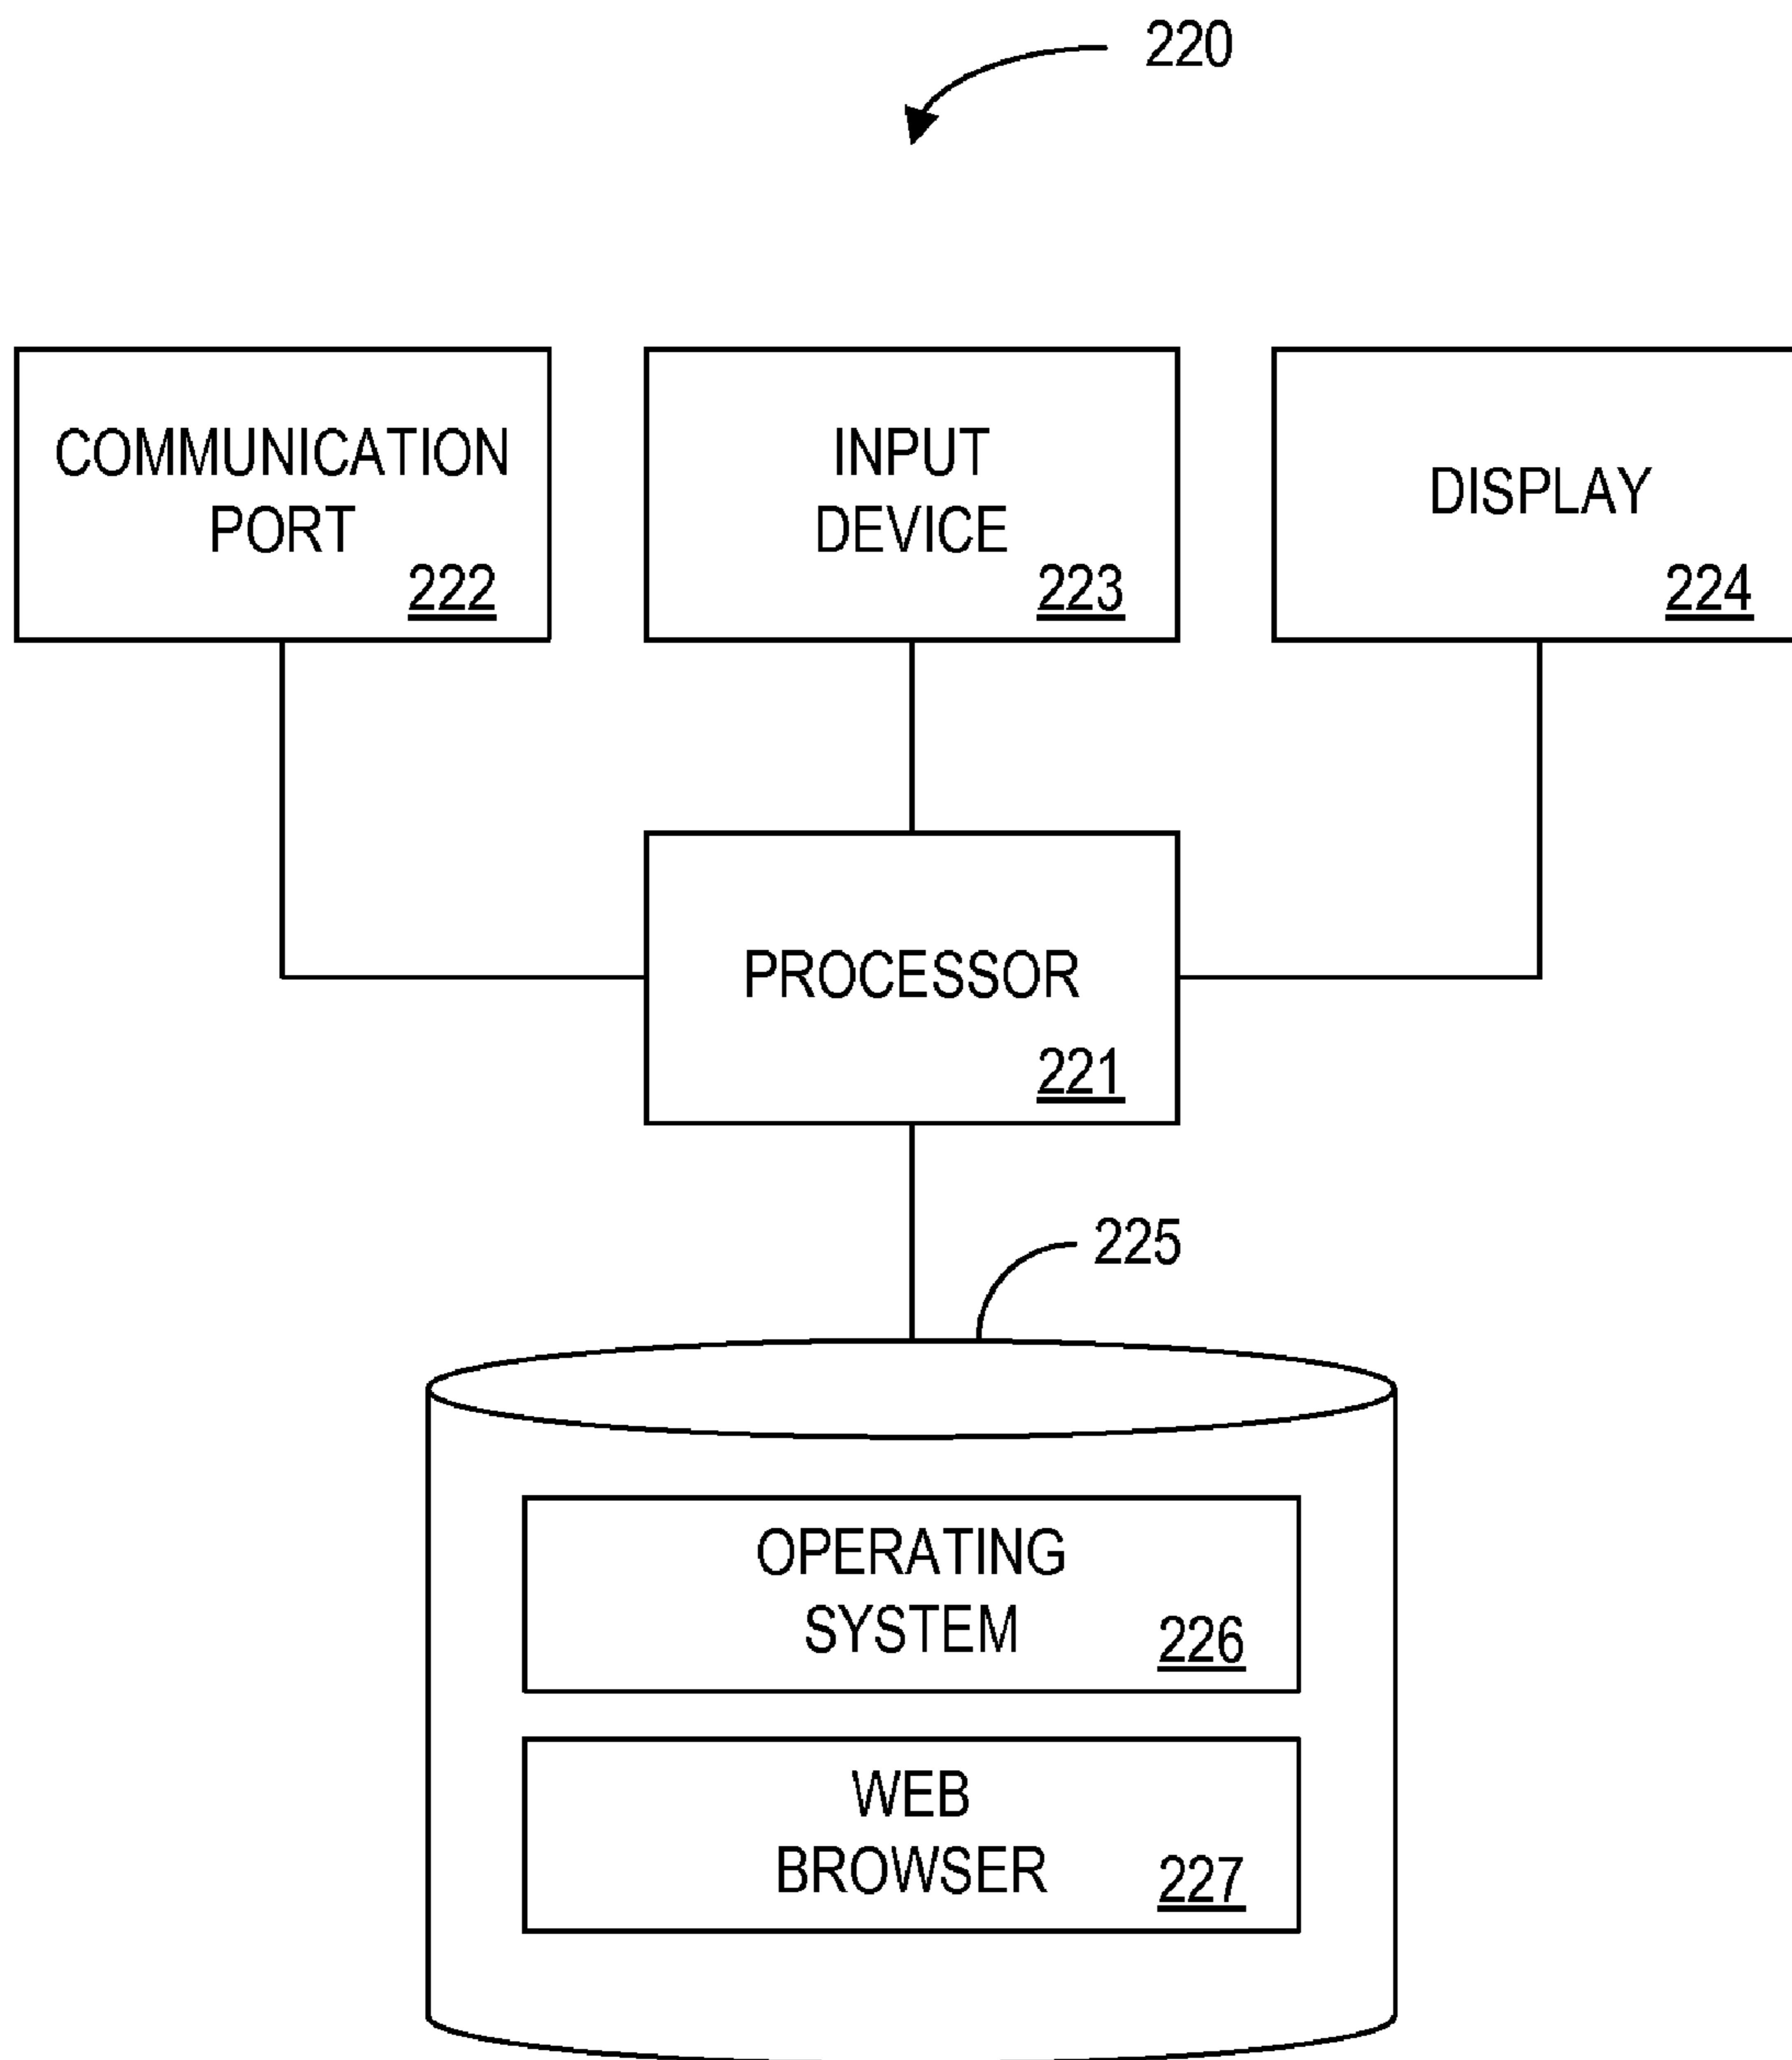 220
COMMUNICATION
PORT
222
INPUT
DEVICE
223
DISPLAY
224
PROCESSOR
221
225
OPERATING
SYSTEM
226
WEB
BROWSER
227